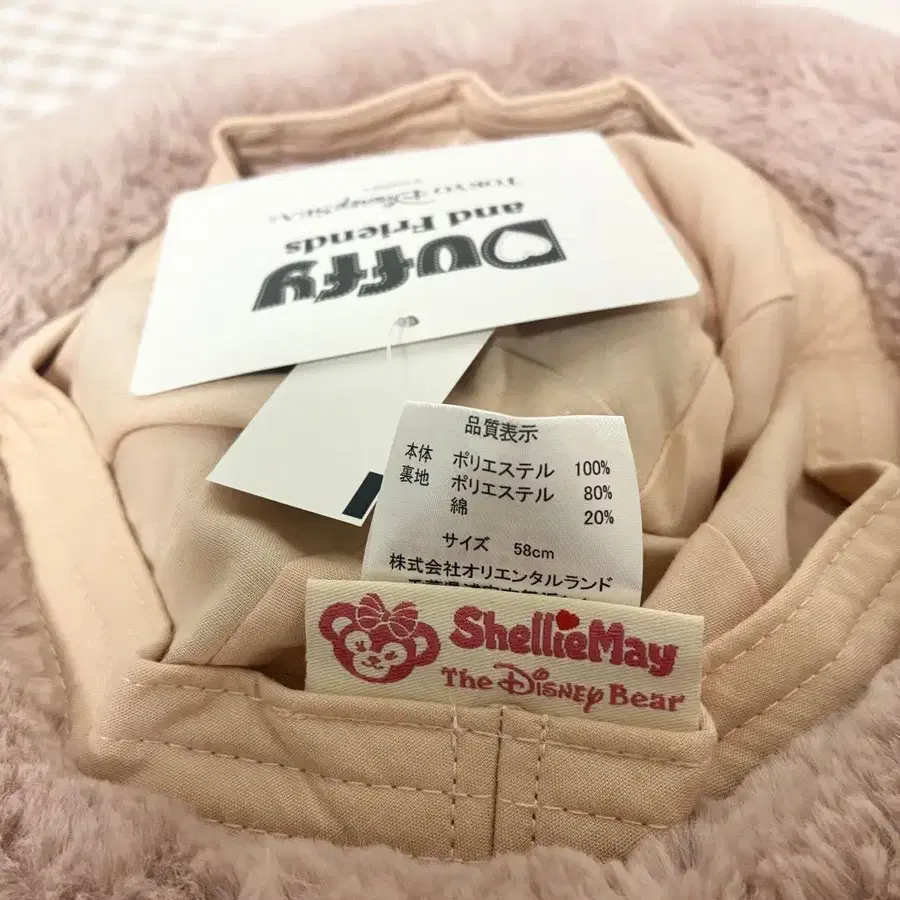 Duffy
and Friends
TOKYO DisneySEA
品質表示
本体 ポリエステル 100%
裏地 ポリエステル 80%
綿 20%
サイズ 58cm
株式会社オリエンタルランド
ShellieMay
The Disney Bear